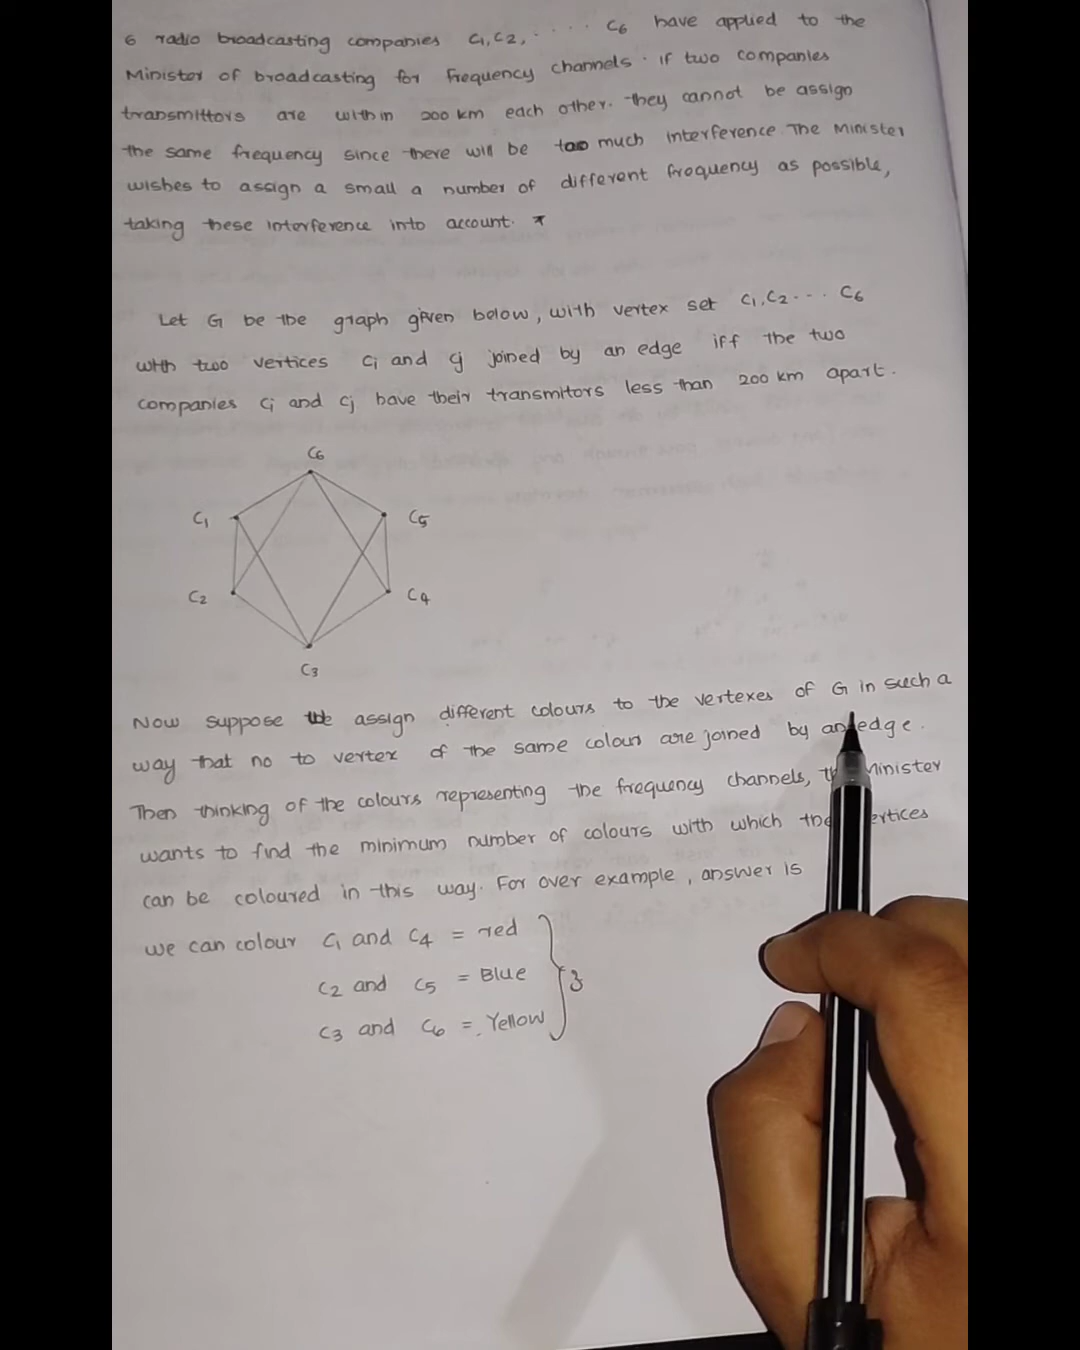 6 radio broadcasting companies C1, C2, ..... C6 have applied to the
Minister of broadcasting for frequency channels. If two companies
transmittors are within 200 km each other. They cannot be assign
the same frequency since there will be too much interference. The Minister
wishes to assign a small a number of different frequency as possible,
taking these interference into account.
Let G be the graph given below, with vertex set C1, C2 ... C6
with two vertices Ci and Cj joined by an edge iff the two
companies Ci and Cj have their transmitors less than 200 km apart.
C6
C1 C5
C2 C4
C3
Now suppose we assign different colours to the vertexes of G in such a
way that no to vertex of the same colour are joined by an edge.
Then thinking of the colours representing the frequency channels, Minister
wants to find the minimum number of colours with which the
can be coloured in this way. For over example, answer is
we can colour C1 and C4 = red
C2 and C5 = Blue } 3
C3 and C6 = Yellow